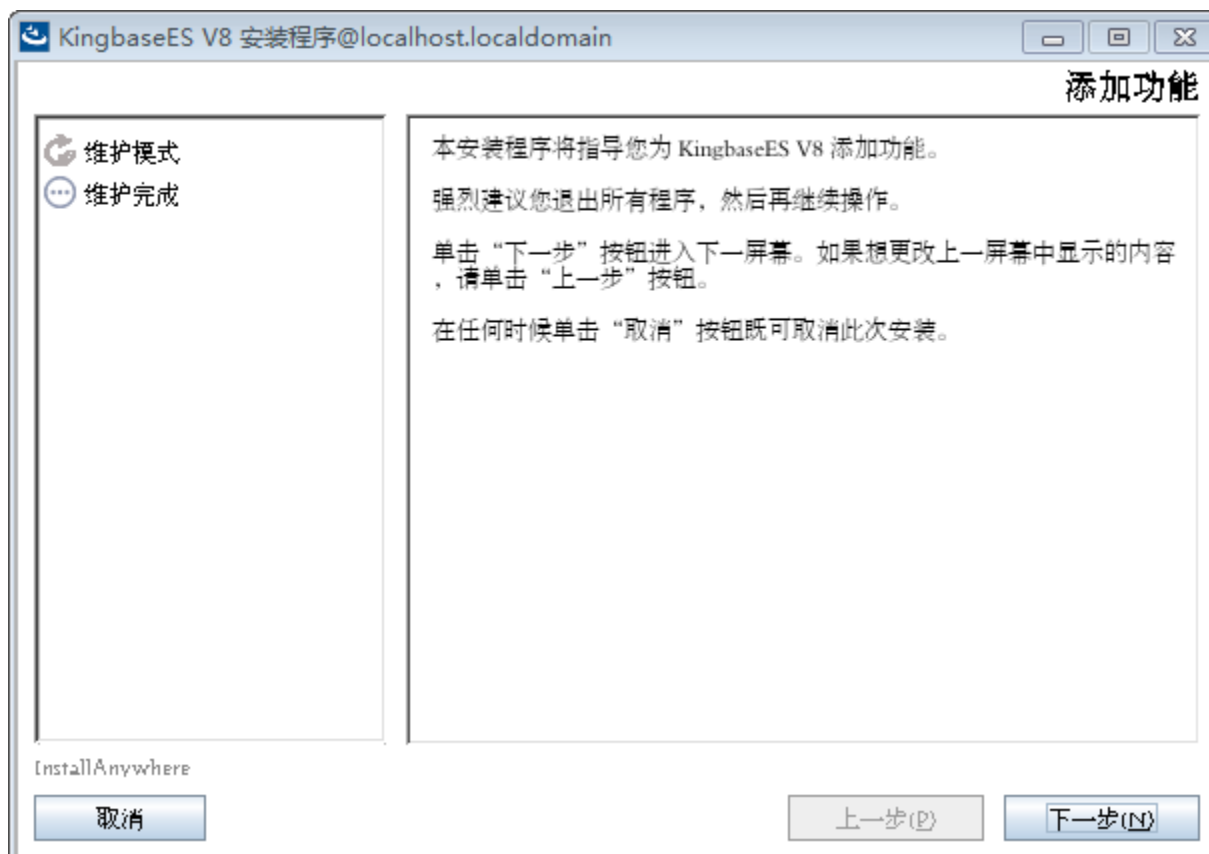 KingbaseES V8 安装程序@localhost.localdomain
添加功能
维护模式
维护完成
本安装程序将指导您为 KingbaseES V8 添加功能。
强烈建议您退出所有程序，然后再继续操作。
单击“下一步”按钮进入下一屏幕。如果想更改上一屏幕中显示的内容
，请单击“上一步”按钮。
在任何时候单击“取消”按钮既可取消此次安装。
InstallAnywhere
取消
上一步(P)
下一步(N)